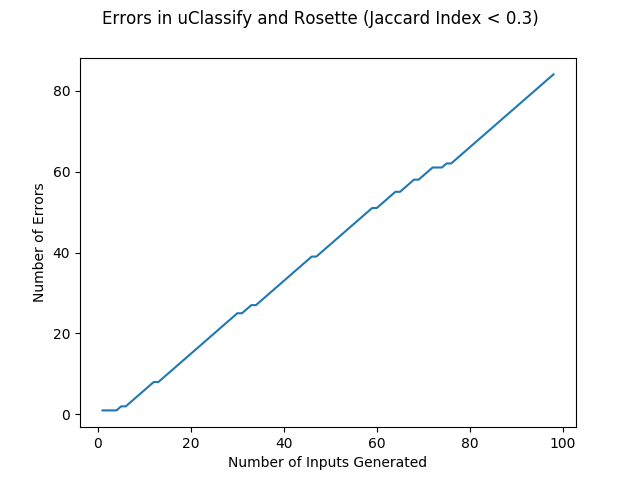 Errors in uClassify and Rosette (Jaccard Index < 0.3)
80
60
40
20
0
Number of Errors
0 20 40 60 80 100
Number of Inputs Generated